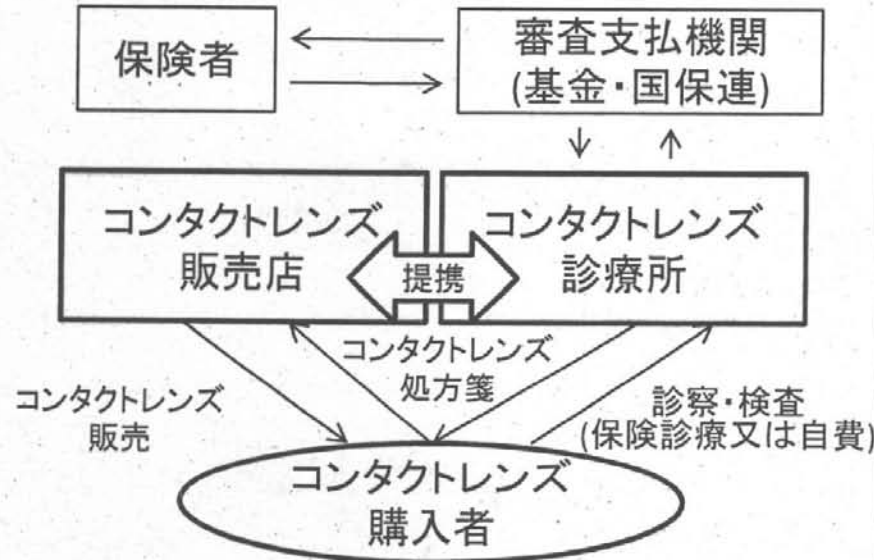 保険者
審査支払機関
(基金・国保連)
コンタクトレンズ
販売店
提携
コンタクトレンズ
診療所
コンタクトレンズ
処方箋
コンタクトレンズ
販売
診察・検査
(保険診療又は自費)
コンタクトレンズ
購入者